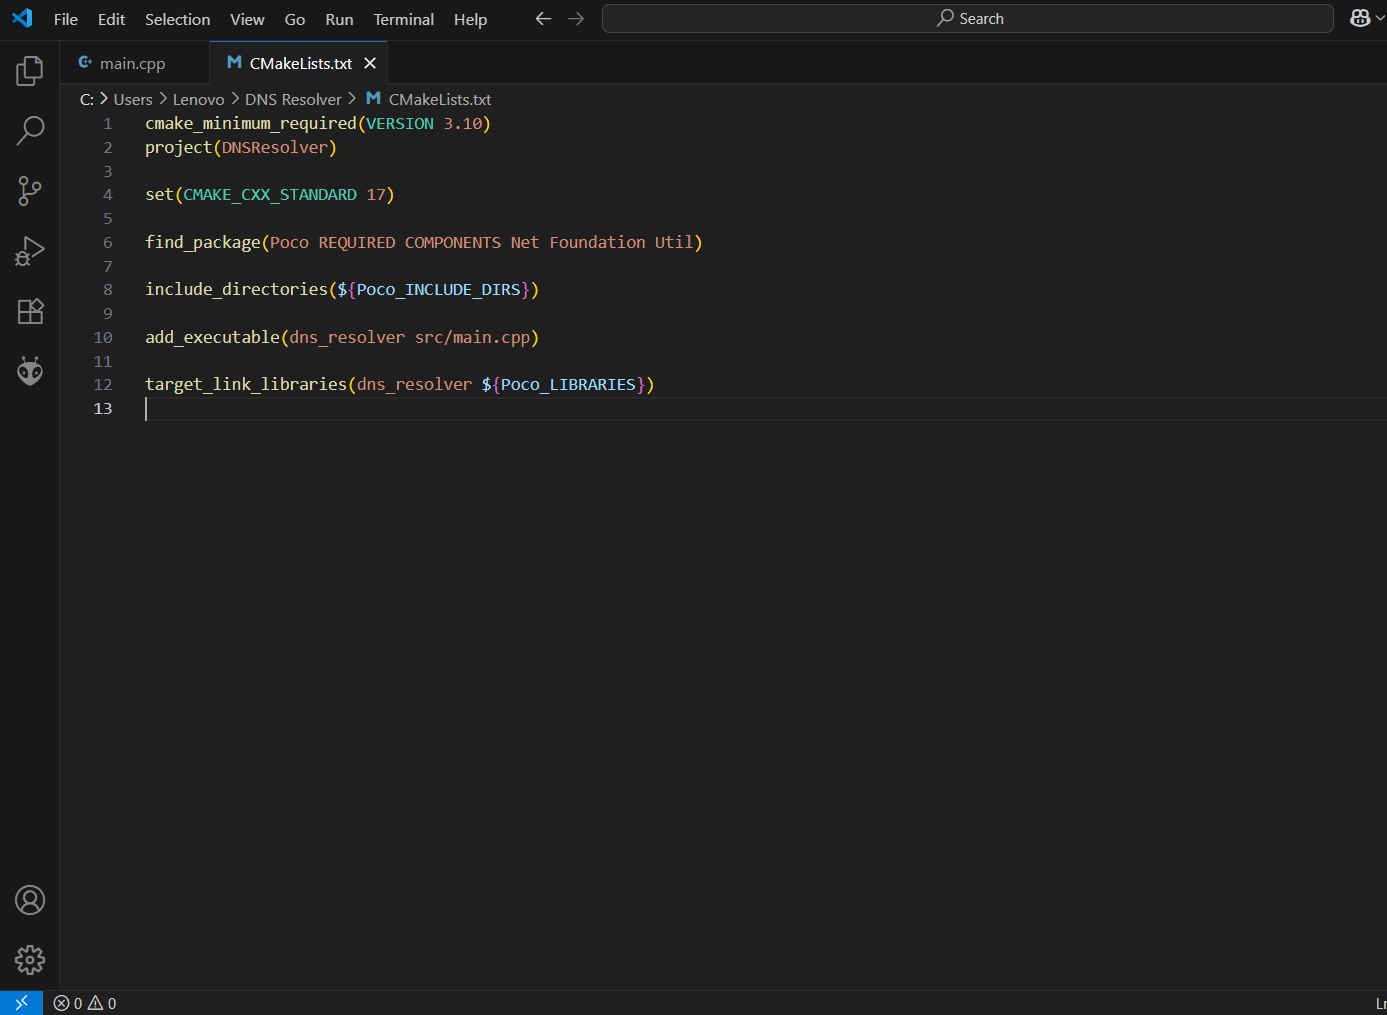 File Edit Selection View Go Run Terminal Help Search
main.cpp CMakeLists.txt
C: > Users > Lenovo > DNS Resolver > CMakeLists.txt
1 cmake_minimum_required(VERSION 3.10)
2 project(DNSResolver)
3
4 set(CMAKE_CXX_STANDARD 17)
5
6 find_package(Poco REQUIRED COMPONENTS Net Foundation Util)
7
8 include_directories(${Poco_INCLUDE_DIRS})
9
10 add_executable(dns_resolver src/main.cpp)
11
12 target_link_libraries(dns_resolver ${Poco_LIBRARIES})
13
0 0